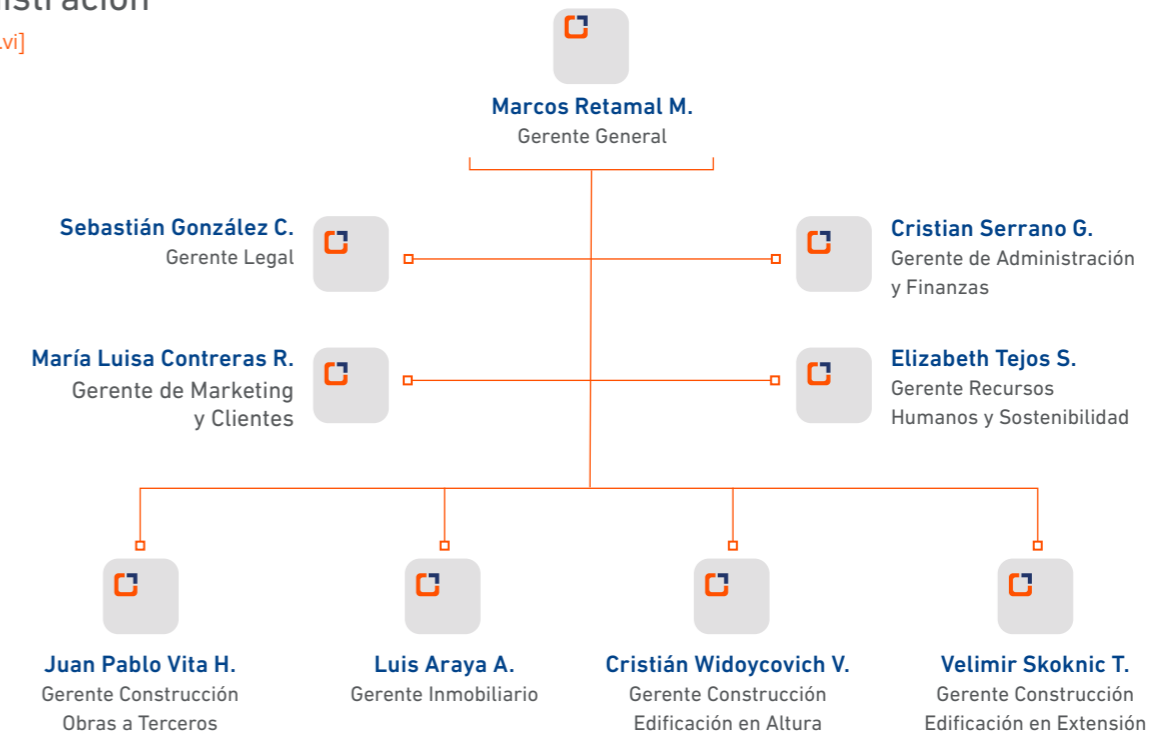 Marcos Retamal M.
Gerente General
Sebastián González C.
Gerente Legal
Cristian Serrano G.
Gerente de Administración
y Finanzas
María Luisa Contreras R.
Gerente de Marketing
y Clientes
Elizabeth Tejos S.
Gerente Recursos
Humanos y Sostenibilidad
Juan Pablo Vita H.
Gerente Construcción
Obras a Terceros
Luis Araya A.
Gerente Inmobiliario
Cristián Widoycovich V.
Gerente Construcción
Edificación en Altura
Velimir Skoknic T.
Gerente Construcción
Edificación en Extensión